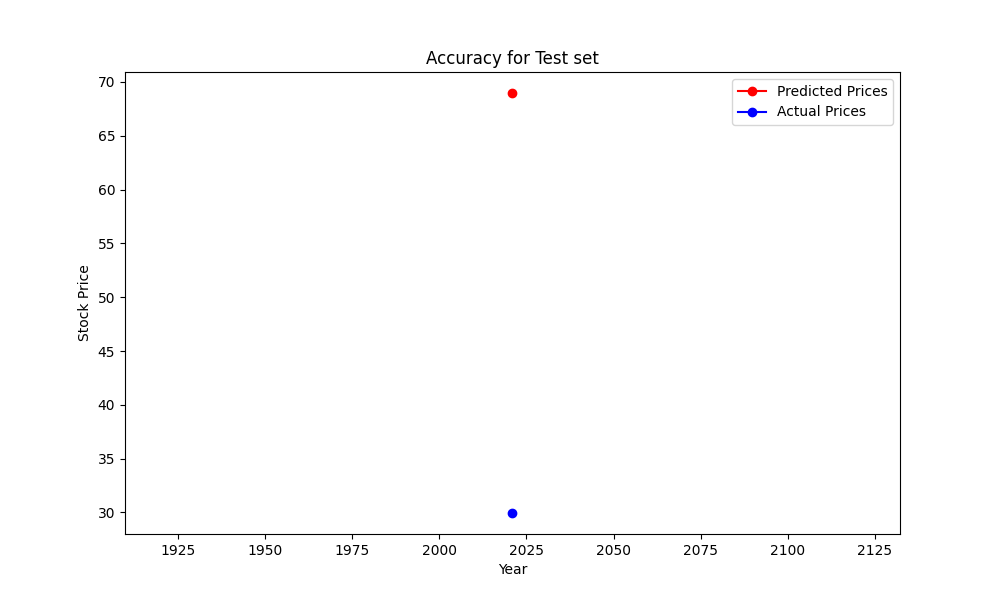 Accuracy for Test set
Predicted Prices
Actual Prices
70
65
60
55
50
45
40
35
30
Stock Price
1925 1950 1975 2000 2025 2050 2075 2100 2125
Year